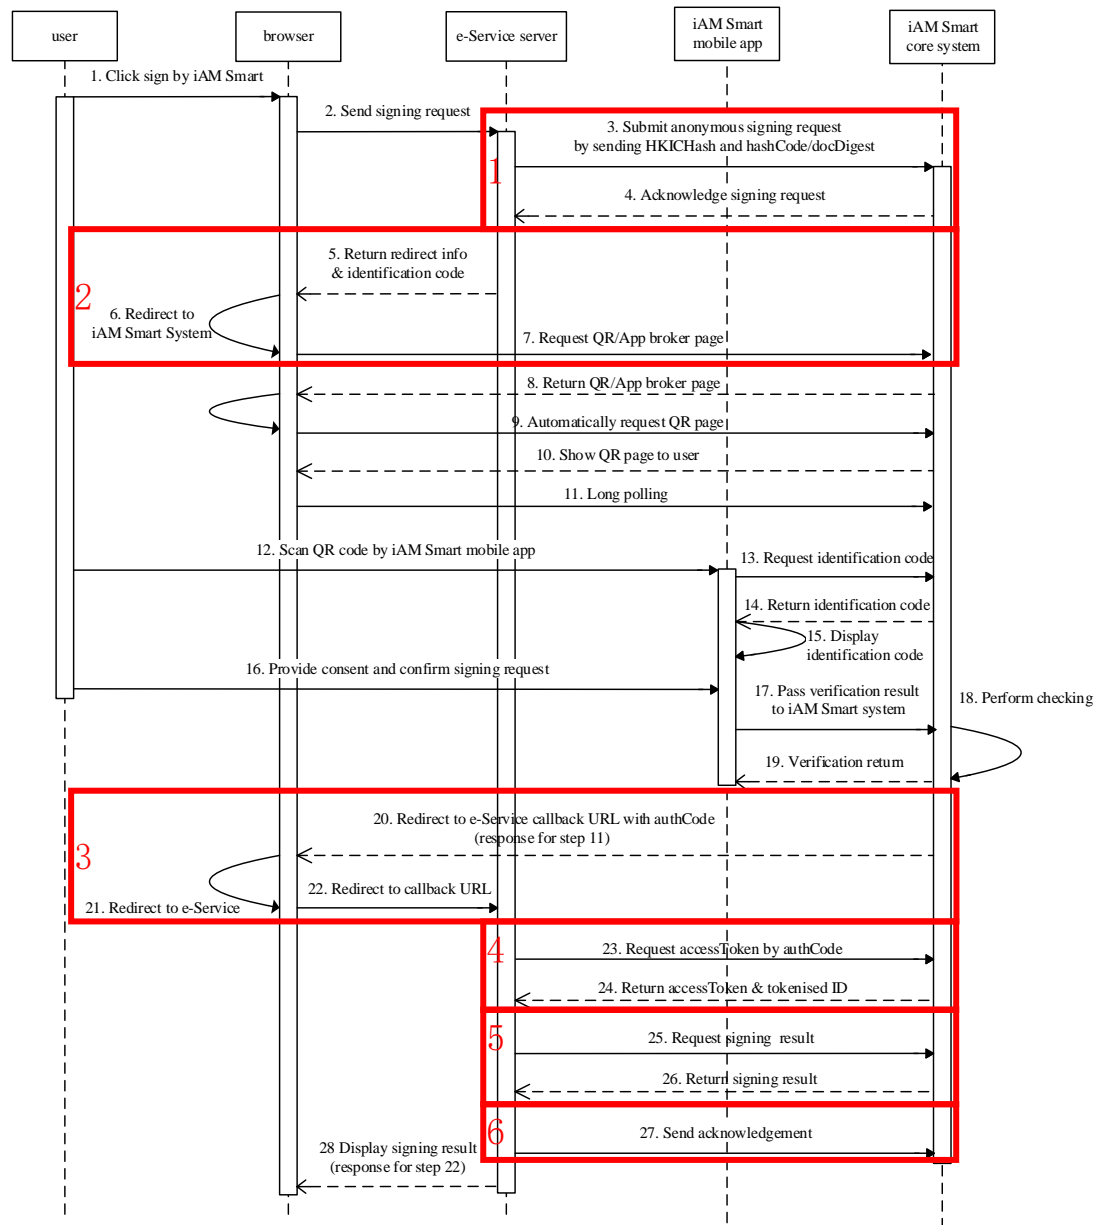 user
browser
e-Service server
iAM Smart
mobile app
iAM Smart
core system
1. Click sign by iAM Smart
2. Send signing request
3. Submit anonymous signing request
by sending HKICHash and hashCode/docDigest
1
4. Acknowledge signing request
5. Return redirect info
& identification code
2
6. Redirect to
iAM Smart System
7. Request QR/App broker page
8. Return QR/App broker page
9. Automatically request QR page
10. Show QR page to user
11. Long polling
12. Scan QR code by iAM Smart mobile app
13. Request identification code
14. Return identification code
15. Display
identification code
16. Provide consent and confirm signing request
17. Pass verification result
to iAM Smart system
18. Perform checking
19. Verification return
20. Redirect to e-Service callback URL with authCode
(response for step 11)
3
22. Redirect to callback URL
21. Redirect to e-Service
4
23. Request accessToken by authCode
24. Return accessToken & tokenised ID
5
25. Request signing  result
26. Return signing result
6
27. Send acknowledgement
28 Display signing result
(response for step 22)